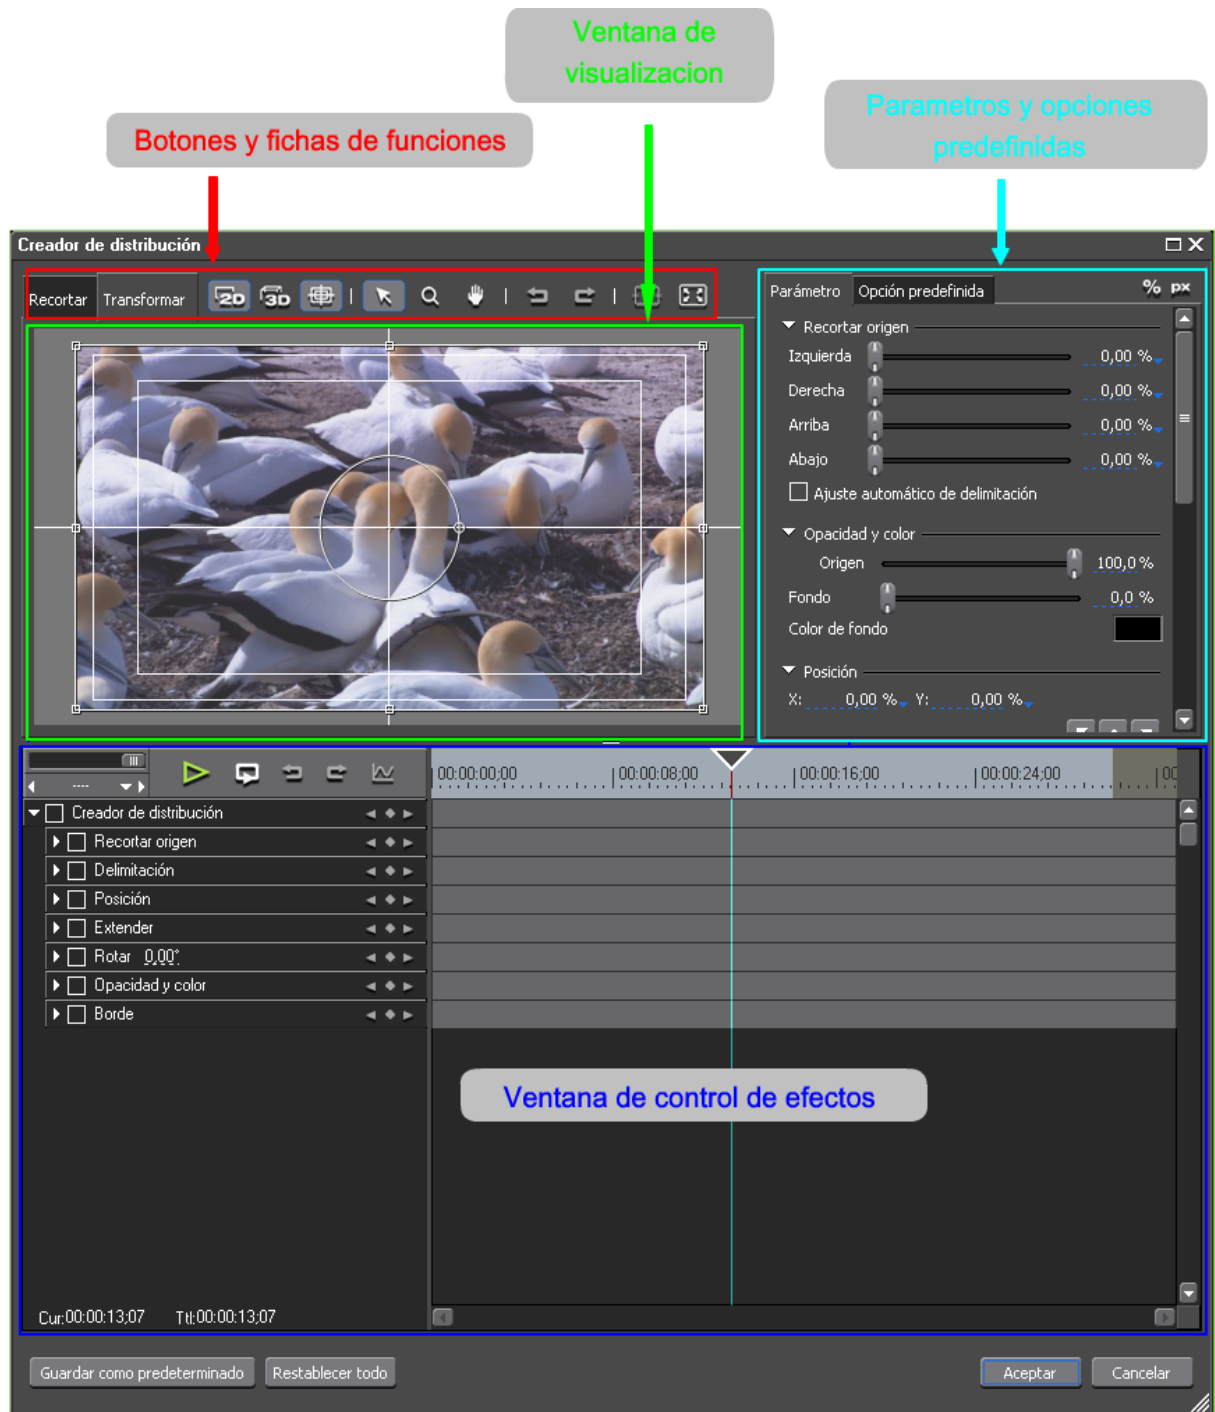 Ventana de
visualizacion
Parametros y opciones
predefinidas
Botones y fichas de funciones
Creador de distribución
Recortar Transformar 2D 3D
Parámetro Opción predefinida % px
Recortar origen
Izquierda 0,00 %
Derecha 0,00 %
Arriba 0,00 %
Abajo 0,00 %
Ajuste automático de delimitación
Opacidad y color
Origen 100,0 %
Fondo 0,0 %
Color de fondo
Posición
X: 0,00 % Y: 0,00 %
---- 00:00:00;00 00:00:08;00 00:00:16;00 00:00:24;00 00
Creador de distribución
Recortar origen
Delimitación
Posición
Extender
Rotar 0,00°
Opacidad y color
Borde
Ventana de control de efectos
Cur:00:00:13;07 Ttl:00:00:13;07
Guardar como predeterminado Restablecer todo Aceptar Cancelar